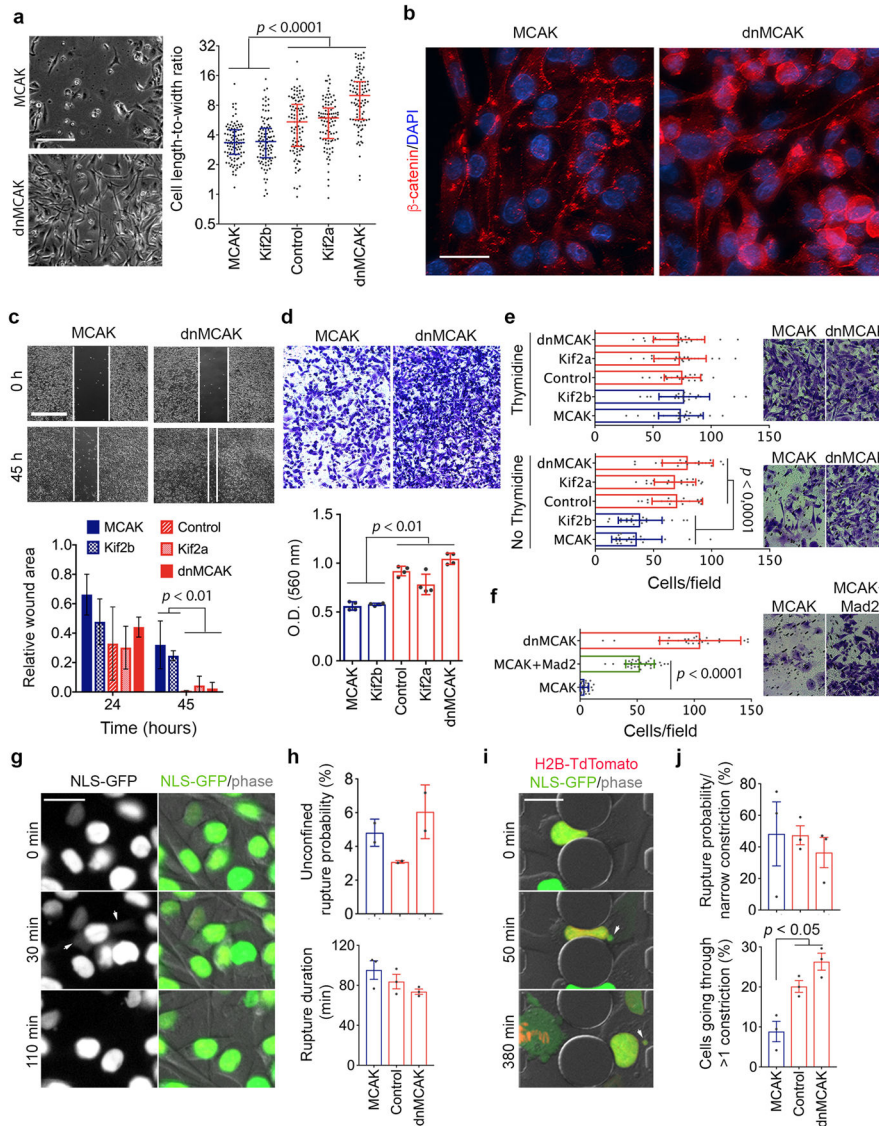 a
MCAK
dnMCAK
p < 0.0001
Cell length-to-width ratio
32
16
8
4
2
1
0.5
MCAK
Kif2b
Control
Kif2a
dnMCAK
b
MCAK
dnMCAK
β-catenin/DAPI
c
MCAK
dnMCAK
0 h
45 h
MCAK
Kif2b
Control
Kif2a
dnMCAK
Relative wound area
1.0
0.8
0.6
0.4
0.2
0.0
p < 0.01
24
45
Time (hours)
d
MCAK
dnMCAK
O.D. (560 nm)
1.5
1.0
0.5
0.0
p < 0.01
MCAK
Kif2b
Control
Kif2a
dnMCAK
e
Thymidine
dnMCAK
Kif2a
Control
Kif2b
MCAK
0
50
100
150
MCAK
dnMCAK
No Thymidine
dnMCAK
Kif2a
Control
Kif2b
MCAK
p < 0.0001
0
50
100
150
Cells/field
MCAK
dnMCAK
f
dnMCAK
MCAK+Mad2
MCAK
p < 0.0001
0
50
100
150
Cells/field
MCAK
MCAK+
Mad2
g
NLS-GFP
NLS-GFP/phase
0 min
30 min
110 min
h
Unconfined
rupture probability (%)
8
6
4
2
0
Rupture duration
(min)
120
80
40
0
MCAK
Control
dnMCAK
i
H2B-TdTomato
NLS-GFP/phase
0 min
50 min
380 min
j
Rupture probability/
narrow constriction (%)
100
80
60
40
20
0
p < 0.05
Cells going through
>1 constriction (%)
40
30
20
10
0
MCAK
Control
dnMCAK